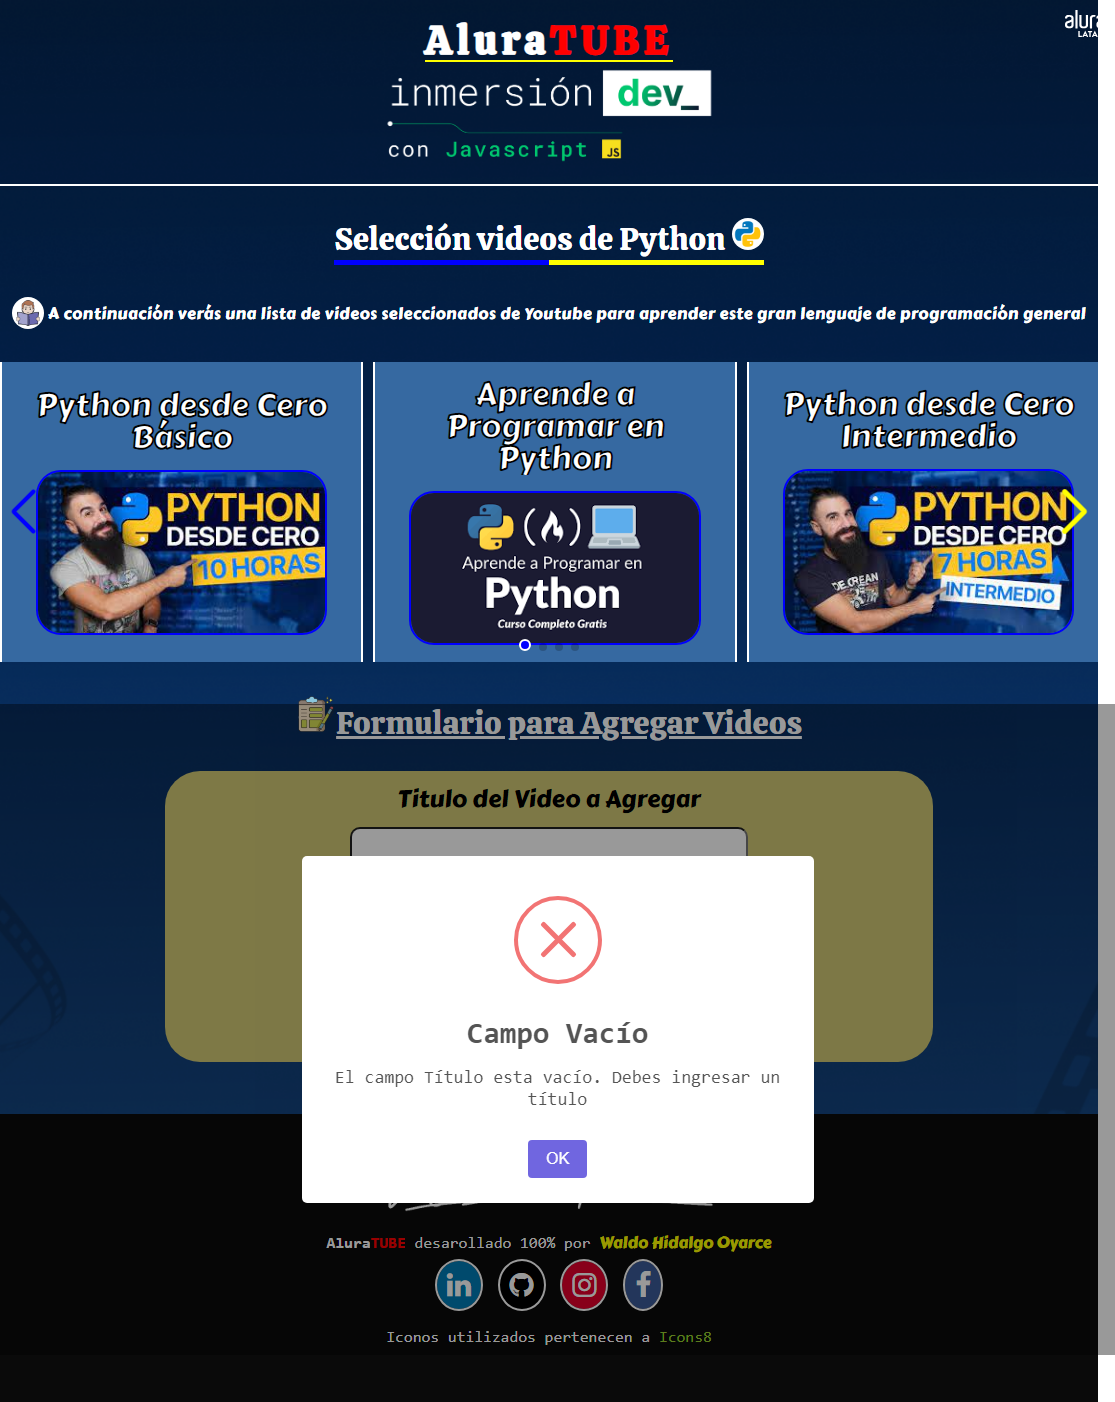 AluraTUBE
alura
LATA
inmersión dev_
con Javascript JS
Selección videos de Python
A continuación verás una lista de videos seleccionados de Youtube para aprender este gran lenguaje de programación general
Python desde Cero
Básico
PYTHON
DESDE CERO
10 HORAS
Aprende a
Programar en
Python
Aprende a Programar en
Python
Curso Completo Gratis
Python desde Cero
Intermedio
PYTHON
DESDE CERO
7 HORAS
INTERMEDIO
Formulario para Agregar Videos
Título del Video a Agregar
Campo Vacío
El campo Título esta vacío. Debes ingresar un
título
OK
AluraTUBE desarollado 100% por Waldo Hidalgo Oyarce
in
f
Iconos utilizados pertenecen a Icons8